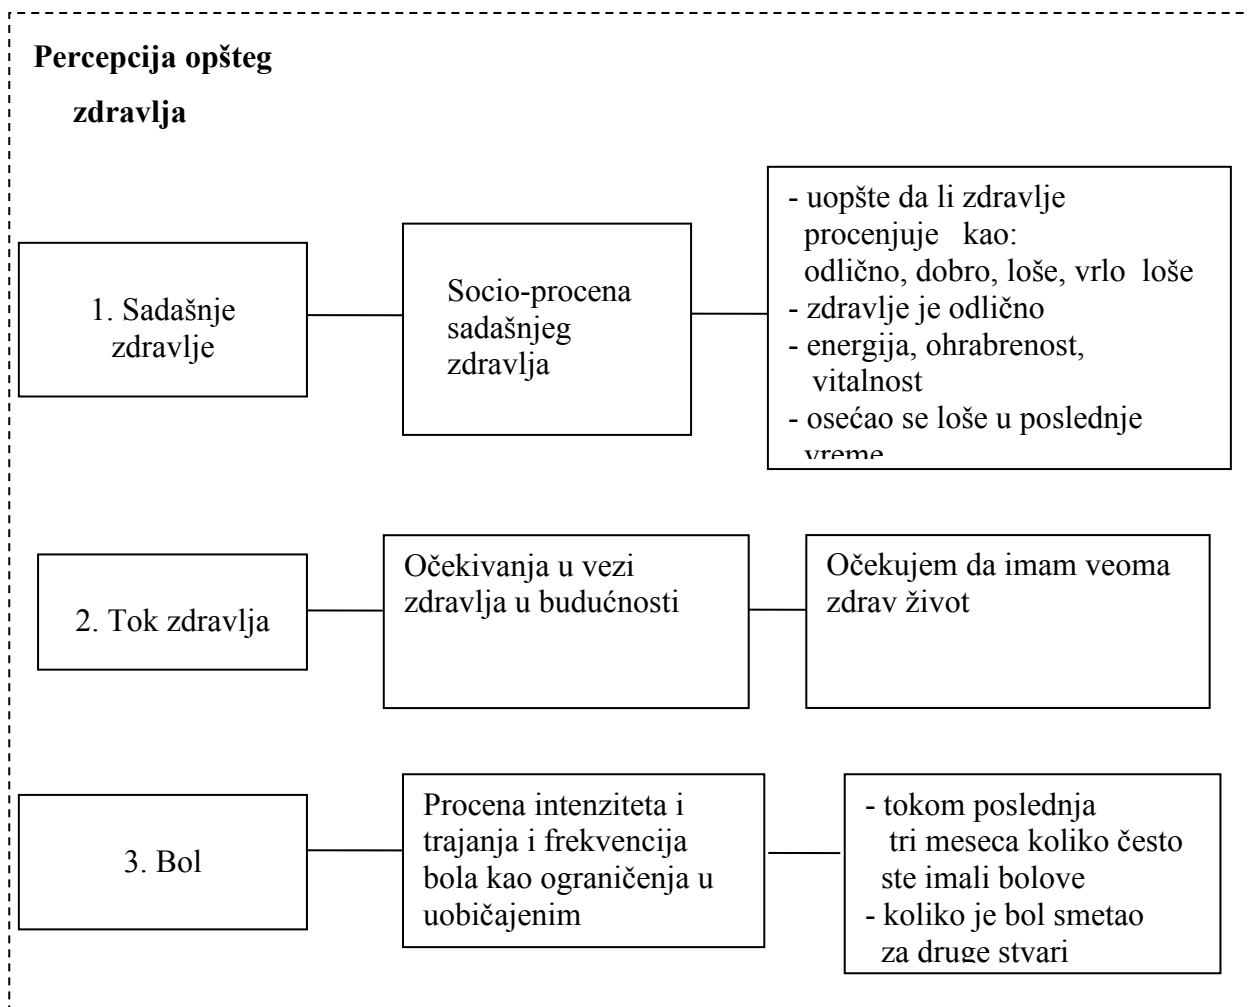 Percepcija opšteg
zdravlja
1. Sadašnje
zdravlje
Socio-procena
sadašnjeg
zdravlja
- uopšte da li zdravlje
procenjuje kao:
odlično, dobro, loše, vrlo loše
- zdravlje je odlično
- energija, ohrabrenost,
vitalnost
- osećao se loše u poslednje
vreme
2. Tok zdravlja
Očekivanja u vezi
zdravlja u budućnosti
Očekujem da imam veoma
zdrav život
3. Bol
Procena intenziteta i
trajanja i frekvencija
bola kao ograničenja u
uobičajenim
- tokom poslednja
tri meseca koliko često
ste imali bolove
- koliko je bol smetao
za druge stvari